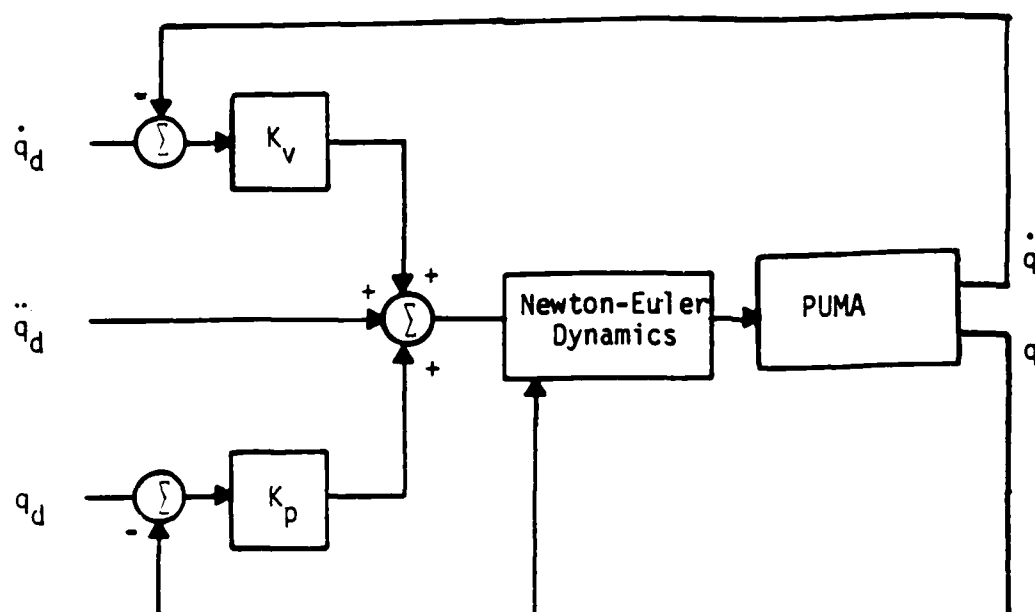 -
q̇d
Σ
Kv
q̇
+
+
q̈d
Σ
Newton-Euler
Dynamics
PUMA
q
+
qd
Σ
Kp
-